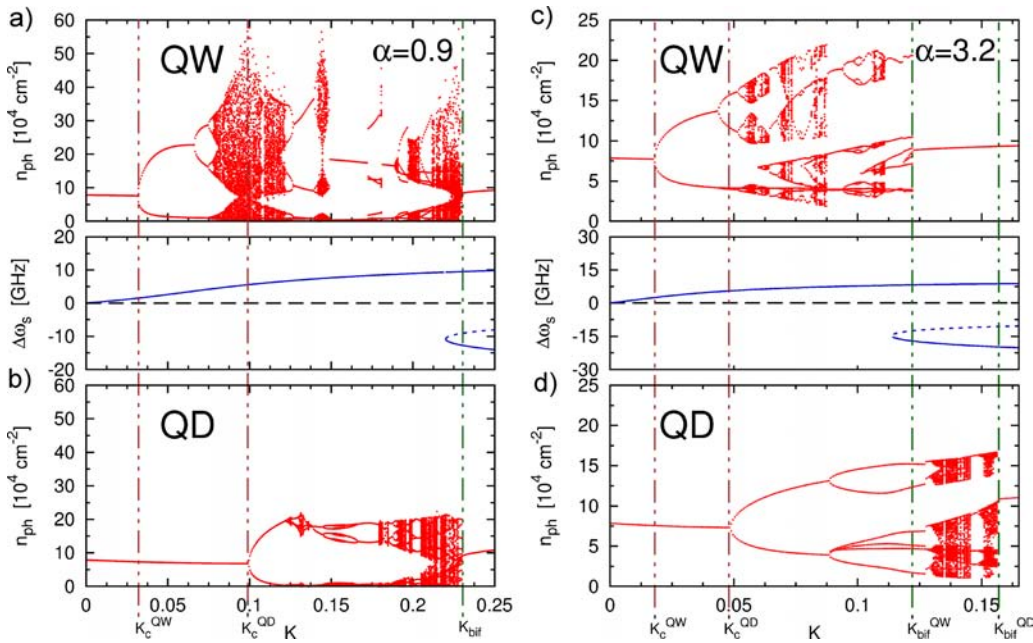 a)
QW
α=0.9
n_ph [10^4 cm^-2]
60
50
40
30
20
10
0
Δω_s [GHz]
20
10
0
-10
-20
b)
QD
n_ph [10^4 cm^-2]
60
50
40
30
20
10
0
0 0.05 0.1 0.15 0.2 0.25
K_c^QW K_c^QD K K_bif
c)
QW
α=3.2
n_ph [10^4 cm^-2]
25
20
15
10
5
0
Δω_s [GHz]
30
15
0
-15
-30
d)
QD
n_ph [10^4 cm^-2]
25
20
15
10
5
0
0 0.05 0.1 0.15
K_c^QW K_c^QD K K_bif^QW K_bif^QD